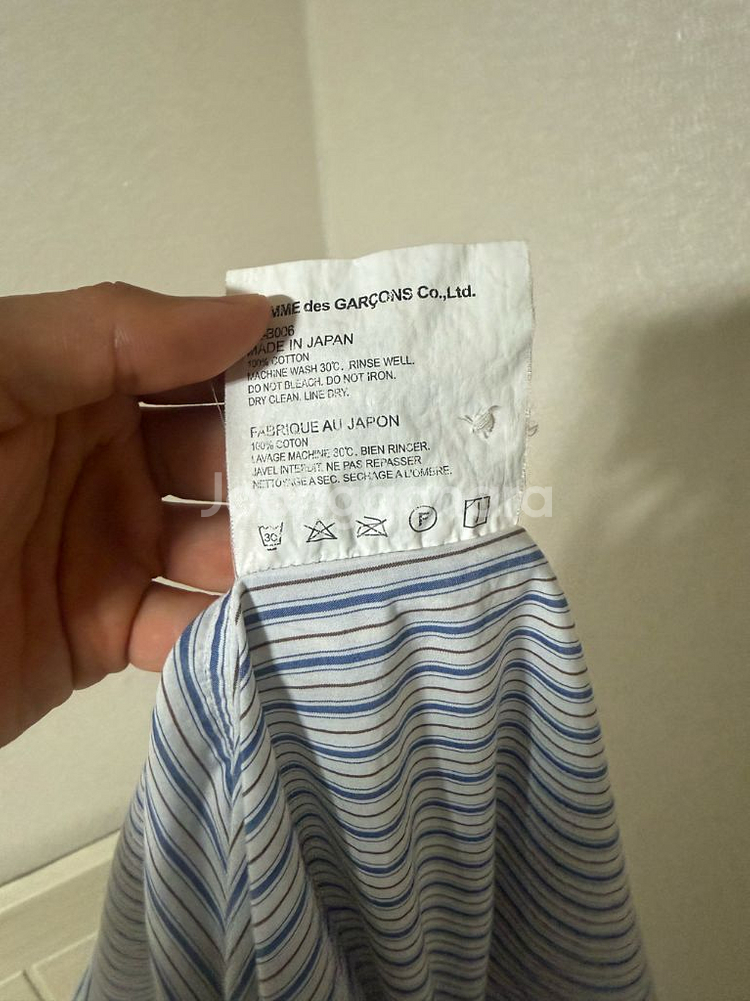 MME des GARÇONS Co.,Ltd.
-B006
MADE IN JAPAN
100% COTTON
MACHINE WASH 30℃. RINSE WELL.
DO NOT BLEACH. DO NOT IRON.
DRY CLEAN. LINE DRY.
FABRIQUE AU JAPON
100% COTON
LAVAGE MACHINE 30℃. BIEN RINCER.
JAVEL INTERDIT. NE PAS REPASSER
NETTOYAGE A SEC. SECHAGE A L'OMBRE.
30 F